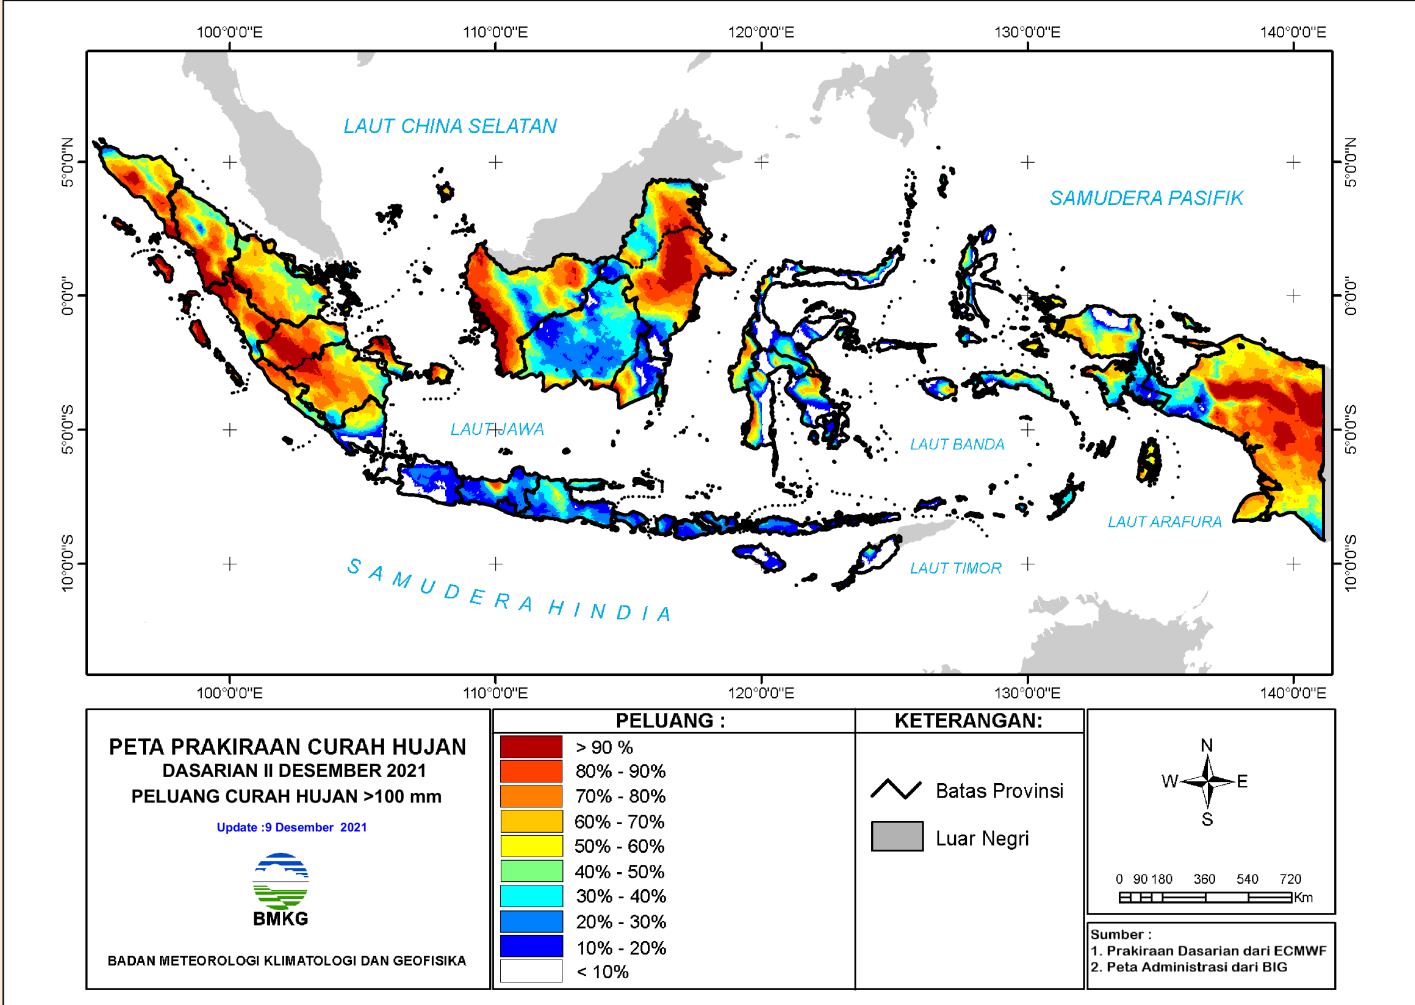 100°0'0"E 110°0'0"E 120°0'0"E 130°0'0"E 140°0'0"E
LAUT CHINA SELATAN
5°0'0"N 5°0'0"N
SAMUDERA PASIFIK
0°0'0" 0°0'0"
LAUT JAWA
5°0'0"S 5°0'0"S
LAUT BANDA
LAUT ARAFURA
10°0'0"S 10°0'0"S
LAUT TIMOR
SAMUDERA HINDIA
100°0'0"E 110°0'0"E 120°0'0"E 130°0'0"E 140°0'0"E
PETA PRAKIRAAN CURAH HUJAN
DASARIAN II DESEMBER 2021
PELUANG CURAH HUJAN >100 mm
Update :9 Desember 2021
BMKG
BADAN METEOROLOGI KLIMATOLOGI DAN GEOFISIKA
PELUANG :
> 90 %
80% - 90%
70% - 80%
60% - 70%
50% - 60%
40% - 50%
30% - 40%
20% - 30%
10% - 20%
< 10%
KETERANGAN:
Batas Provinsi
Luar Negri
N
W E
S
0 90 180 360 540 720
Km
Sumber :
1. Prakiraan Dasarian dari ECMWF
2. Peta Administrasi dari BIG